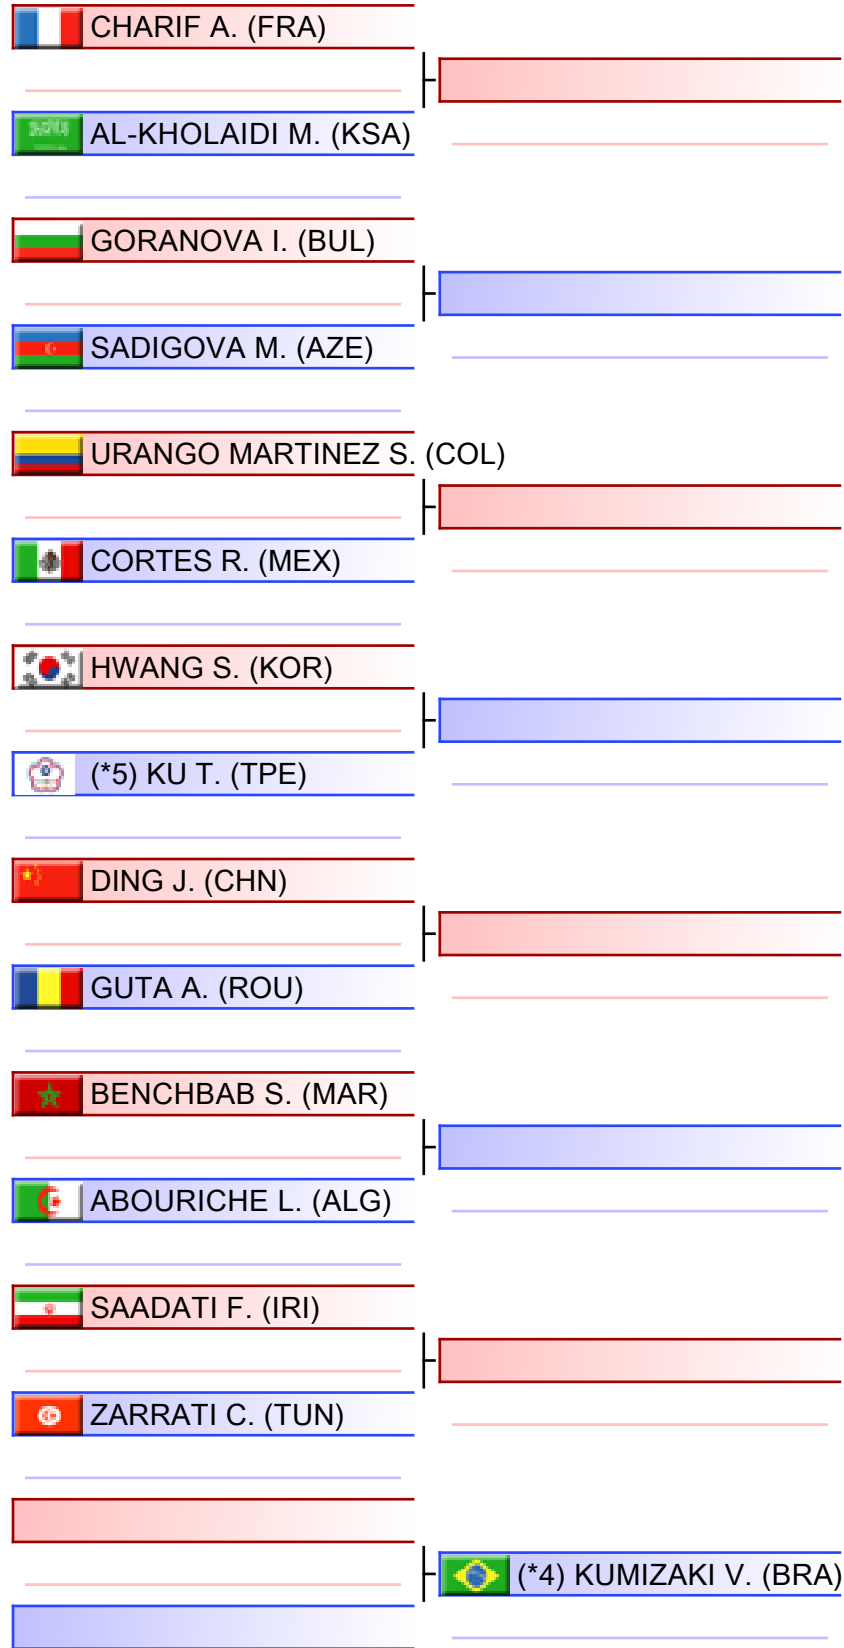 CHARIF A. (FRA)
AL-KHOLAIDI M. (KSA)
GORANOVA I. (BUL)
SADIGOVA M. (AZE)
URANGO MARTINEZ S. (COL)
CORTES R. (MEX)
HWANG S. (KOR)
(*5) KU T. (TPE)
DING J. (CHN)
GUTA A. (ROU)
BENCHBAB S. (MAR)
ABOURICHE L. (ALG)
SAADATI F. (IRI)
ZARRATI C. (TUN)
(*4) KUMIZAKI V. (BRA)